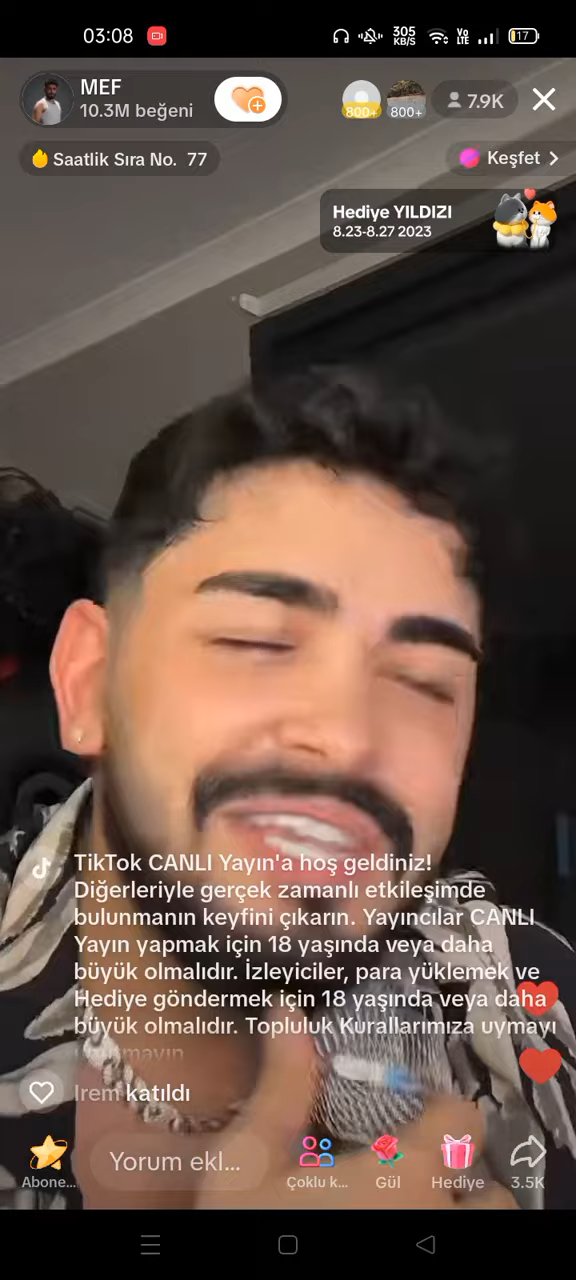 03:08
305
KB/S
Vo
LTE
17
MEF
10.3M beğeni
800+
800+
7.9K
Saatlik Sıra No. 77
Keşfet
Hediye YILDIZI
8.23-8.27 2023
TikTok CANLI Yayın'a hoş geldiniz!
Diğerleriyle gerçek zamanlı etkileşimde
bulunmanın keyfini çıkarın. Yayıncılar CANLI
Yayın yapmak için 18 yaşında veya daha
büyük olmalıdır. İzleyiciler, para yüklemek ve
Hediye göndermek için 18 yaşında veya daha
büyük olmalıdır. Topluluk Kurallarımıza uymayı
unutmayın
İrem katıldı
Yorum ekl...
Abone...
Çoklu k...
Gül
Hediye
3.5K